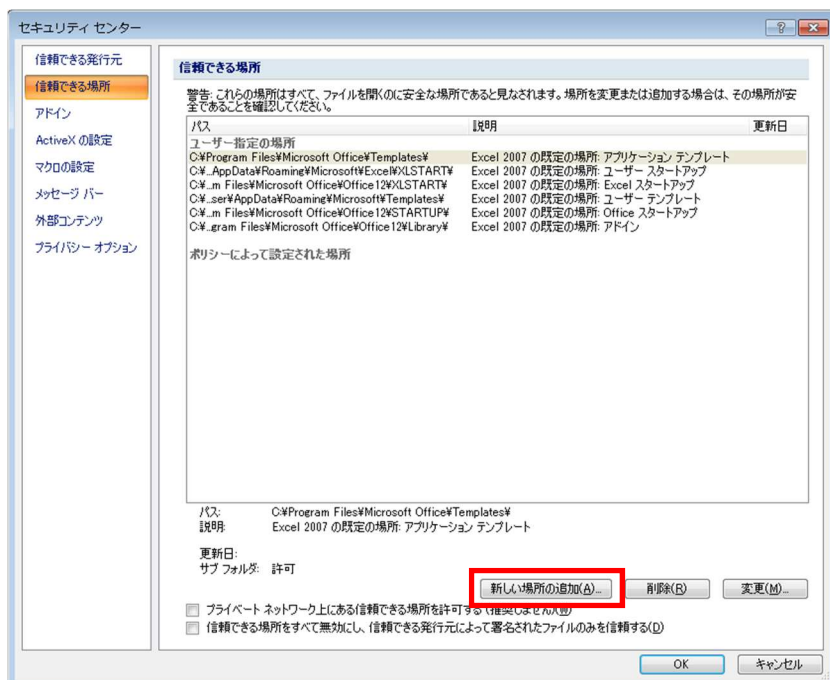 セキュリティ センター
信頼できる発行元
信頼できる場所
アドイン
ActiveX の設定
マクロの設定
メッセージ バー
外部コンテンツ
プライバシー オプション
信頼できる場所
警告: これらの場所はすべて、ファイルを開くのに安全な場所であると見なされます。場所を変更または追加する場合は、その場所が安
全であることを確認してください。
パス 説明 更新日
ユーザー指定の場所
C:¥Program Files¥Microsoft Office¥Templates¥ Excel 2007 の既定の場所: アプリケーション テンプレート
C:¥...AppData¥Roaming¥Microsoft¥Excel¥XLSTART¥ Excel 2007 の既定の場所: ユーザー スタートアップ
C:¥...m Files¥Microsoft Office¥Office12¥XLSTART¥ Excel 2007 の既定の場所: Excel スタートアップ
C:¥...ser¥AppData¥Roaming¥Microsoft¥Templates¥ Excel 2007 の既定の場所: ユーザー テンプレート
C:¥...m Files¥Microsoft Office¥Office12¥STARTUP¥ Excel 2007 の既定の場所: Office スタートアップ
C:¥...gram Files¥Microsoft Office¥Office12¥Library¥ Excel 2007 の既定の場所: アドイン
ポリシーによって設定された場所
パス: C:¥Program Files¥Microsoft Office¥Templates¥
説明: Excel 2007 の既定の場所: アプリケーション テンプレート
更新日:
サブ フォルダ: 許可
新しい場所の追加(A)... 削除(R) 変更(M)...
プライベート ネットワーク上にある信頼できる場所を許可する (推奨しません)(W)
信頼できる場所をすべて無効にし、信頼できる発行元によって署名されたファイルのみを信頼する(D)
OK キャンセル